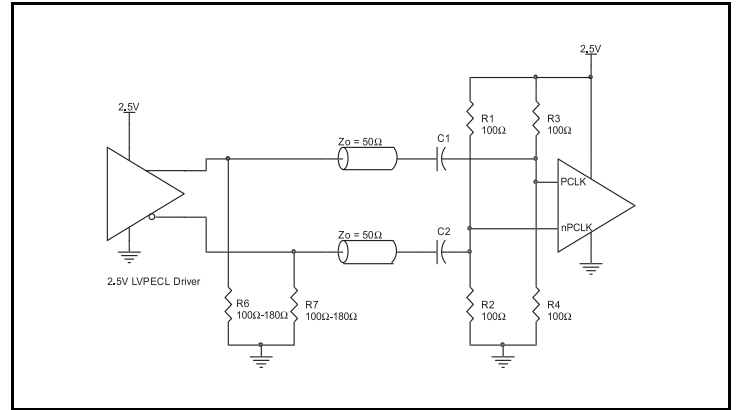 2.5V
2.5V
R1
100Ω
R3
100Ω
Zo = 50Ω
C1
PCLK
nPCLK
Zo = 50Ω
C2
2.5V LVPECL Driver
R6
100Ω-180Ω
R7
100Ω-180Ω
R2
100Ω
R4
100Ω